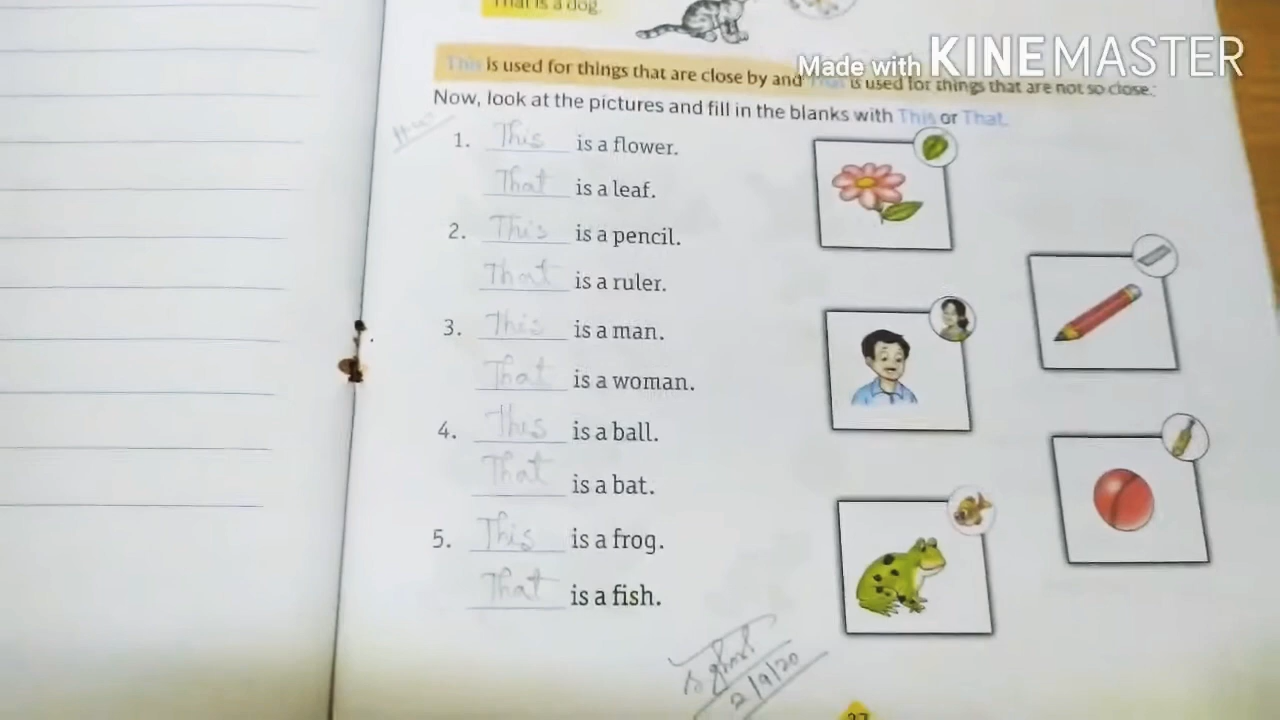 That is a dog.
Made with KINEMASTER
This is used for things that are close by and That is used for things that are not so close.
Now, look at the pictures and fill in the blanks with This or That.
H.W.
1. This is a flower.
That is a leaf.
2. This is a pencil.
That is a ruler.
3. This is a man.
That is a woman.
4. This is a ball.
That is a bat.
5. This is a frog.
That is a fish.
2/9/20
27